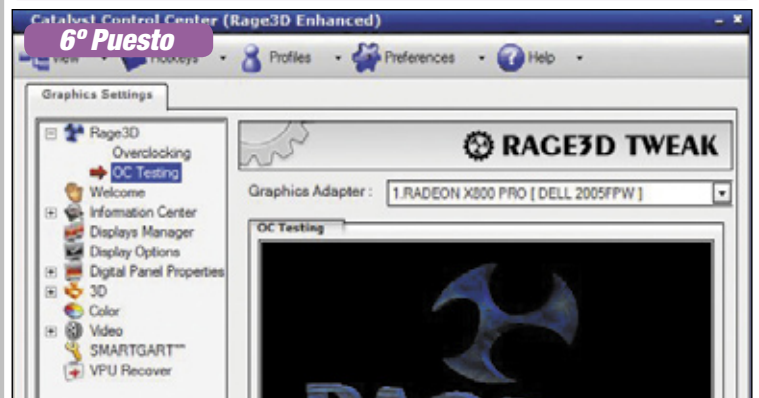 Catalyst Control Center (Rage3D Enhanced)
6º Puesto
View Hotkeys Profiles Preferences Help
Graphics Settings
Rage3D
Overclocking
OC Testing
Welcome
Information Center
Displays Manager
Display Options
Digital Panel Properties
3D
Color
Video
SMARTGART™
VPU Recover
RAGE3D TWEAK
Graphics Adapter : 1.RADEON X800 PRO [ DELL 2005FPW ]
OC Testing